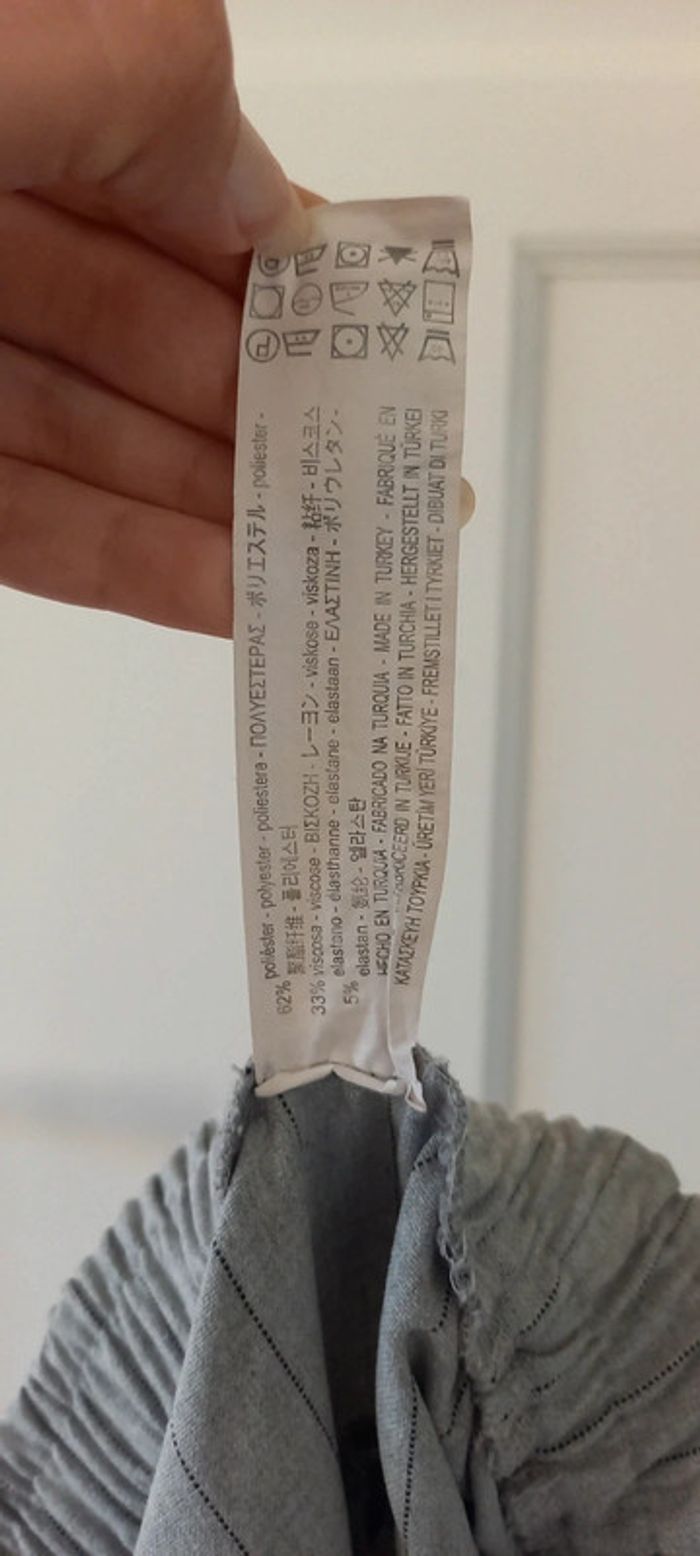 62% poliéster - polyester - poliestere - ΠΟΛΥΕΣΤΕΡΑΣ - ポリエステル - poliester -
聚酯纤维 - 폴리에스터
33% viscosa - viscose - ΒΙΣΚΟΖΗ - レーヨン - viskose - viskoza - 粘纤 - 비스코스
elastano - élasthanne - elastane - elastaan - ΕΛΑΣΤΙΝΗ - ポリウレタン -
5% elastan - 氨纶 - 엘라스탄
HECHO EN TURQUIA - FABRICADO NA TURQUIA - MADE IN TURKEY - FABRIQUÉ EN
IN TURKIJE - FATTO IN TURCHIA - HERGESTELLT IN TÜRKEI
ΚΑΤΑΣΚΕΥΗ ΤΟΥΡΚΙΑ - ÜRETİM YERİ TÜRKİYE - FREMSTILLET I TYRKIET - DIBUAT DI TURKI